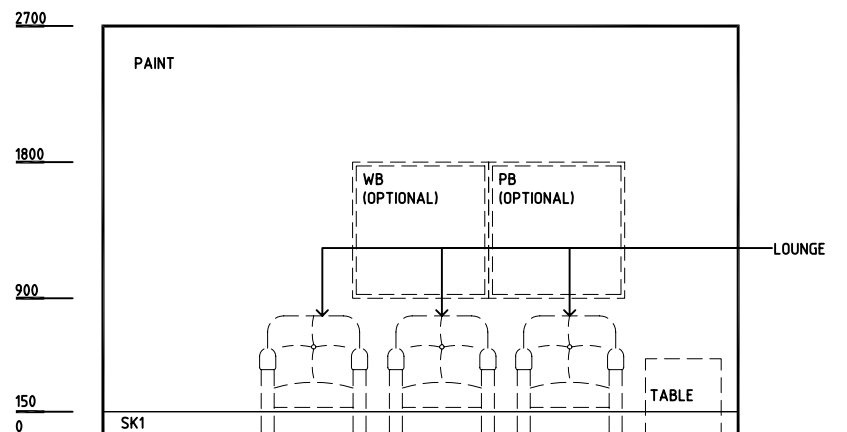 2700
PAINT
1800
WB
(OPTIONAL)
PB
(OPTIONAL)
LOUNGE
900
TABLE
150
SK1
0